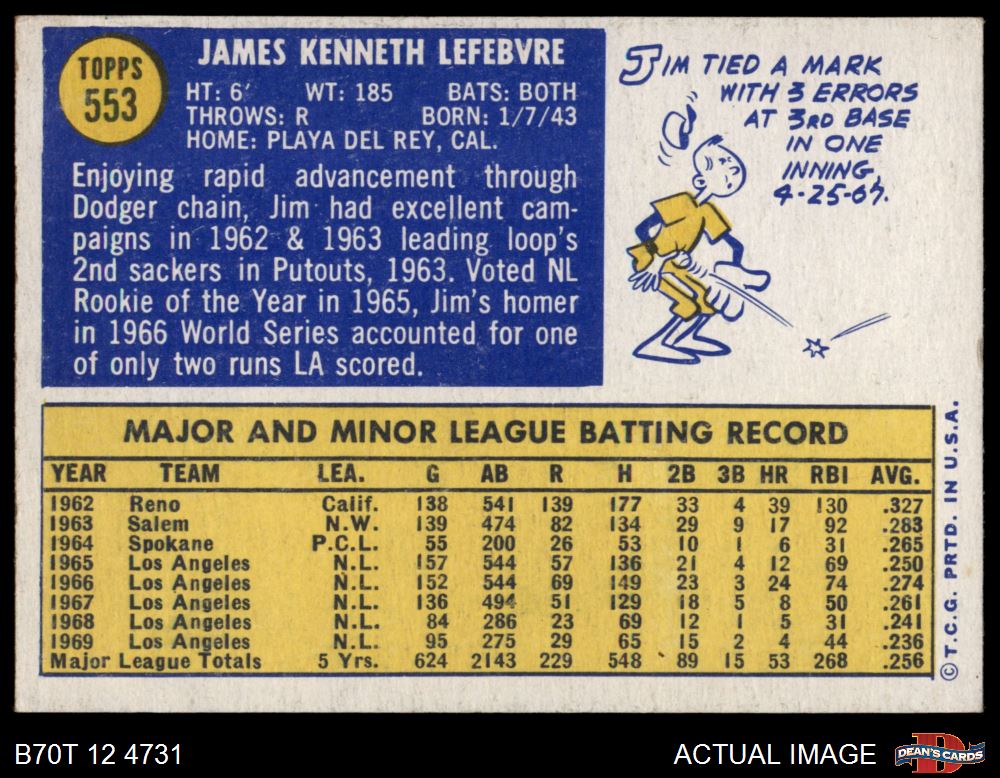 TOPPS
553
JAMES KENNETH LEFEBVRE
HT: 6' WT: 185 BATS: BOTH
THROWS: R BORN: 1/7/43
HOME: PLAYA DEL REY, CAL.
Enjoying rapid advancement through
Dodger chain, Jim had excellent cam-
paigns in 1962 & 1963 leading loop's
2nd sackers in Putouts, 1963. Voted NL
Rookie of the Year in 1965, Jim's homer
in 1966 World Series accounted for one
of only two runs LA scored.
JIM TIED A MARK
WITH 3 ERRORS
AT 3RD BASE
IN ONE
INNING,
4-25-67.
MAJOR AND MINOR LEAGUE BATTING RECORD
YEAR TEAM LEA. G AB R H 2B 3B HR RBI AVG.
1962 Reno Calif. 138 541 139 177 33 4 39 130 .327
1963 Salem N.W. 139 474 82 134 29 9 17 92 .283
1964 Spokane P.C.L. 55 200 26 53 10 1 6 31 .265
1965 Los Angeles N.L. 157 544 57 136 21 4 12 69 .250
1966 Los Angeles N.L. 152 544 69 149 23 3 24 74 .274
1967 Los Angeles N.L. 136 494 51 129 18 5 8 50 .261
1968 Los Angeles N.L. 84 286 23 69 12 1 5 31 .241
1969 Los Angeles N.L. 95 275 29 65 15 2 4 44 .236
Major League Totals 5 Yrs. 624 2143 229 548 89 15 53 268 .256
© T.C.G. PRTD. IN U.S.A.
B70T 12 4731
ACTUAL IMAGE
DEAN'S CARDS